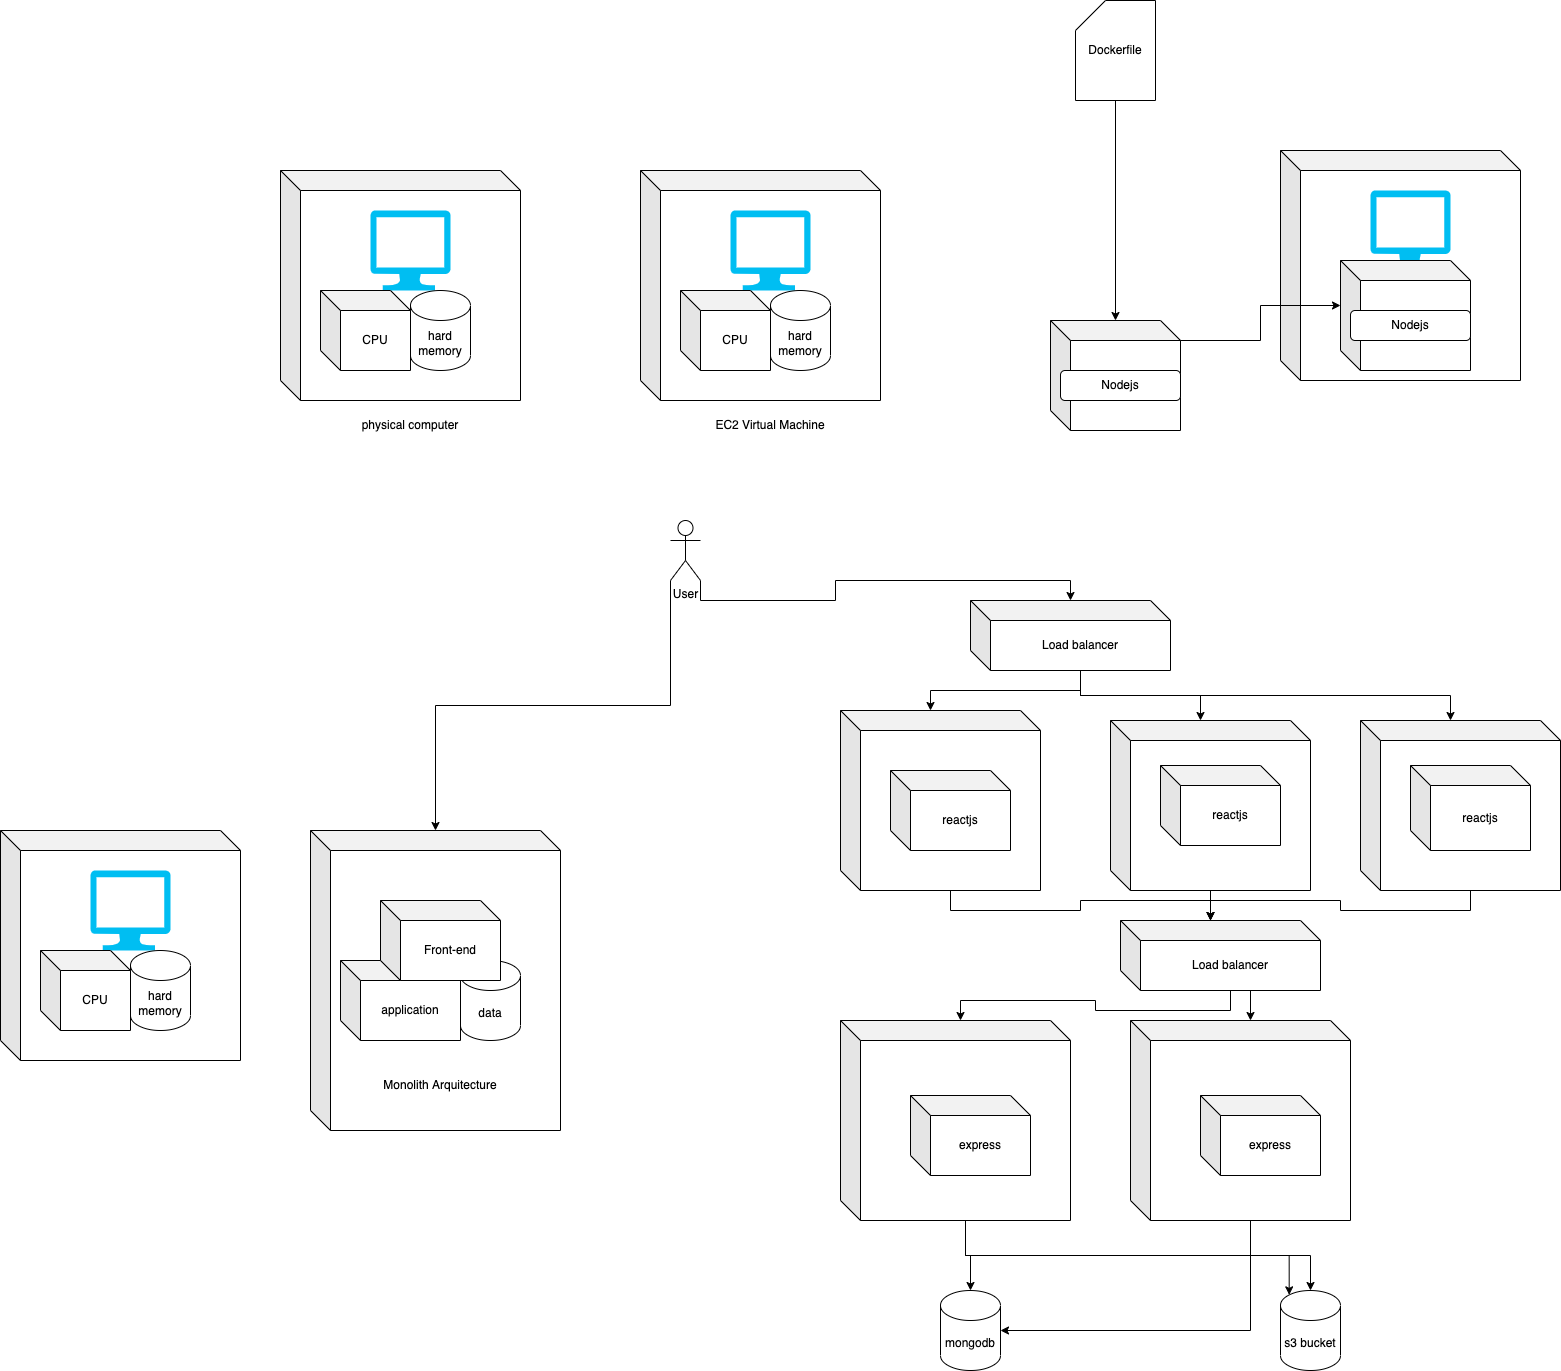 Dockerfile
CPU
hard
memory
physical computer
CPU
hard
memory
EC2 Virtual Machine
Nodejs
Nodejs
User
Load balancer
reactjs
reactjs
reactjs
CPU
hard
memory
Front-end
application
data
Monolith Arquitecture
Load balancer
express
express
mongodb
s3 bucket